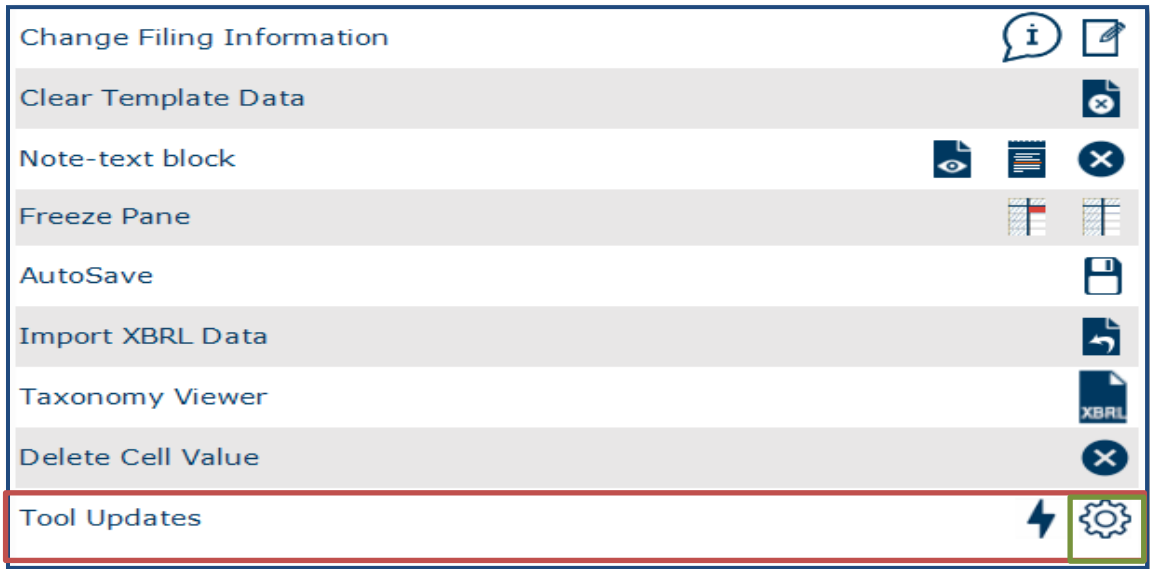 Change Filing Information i
Clear Template Data
Note-text block
Freeze Pane
AutoSave
Import XBRL Data
Taxonomy Viewer XBRL
Delete Cell Value
Tool Updates